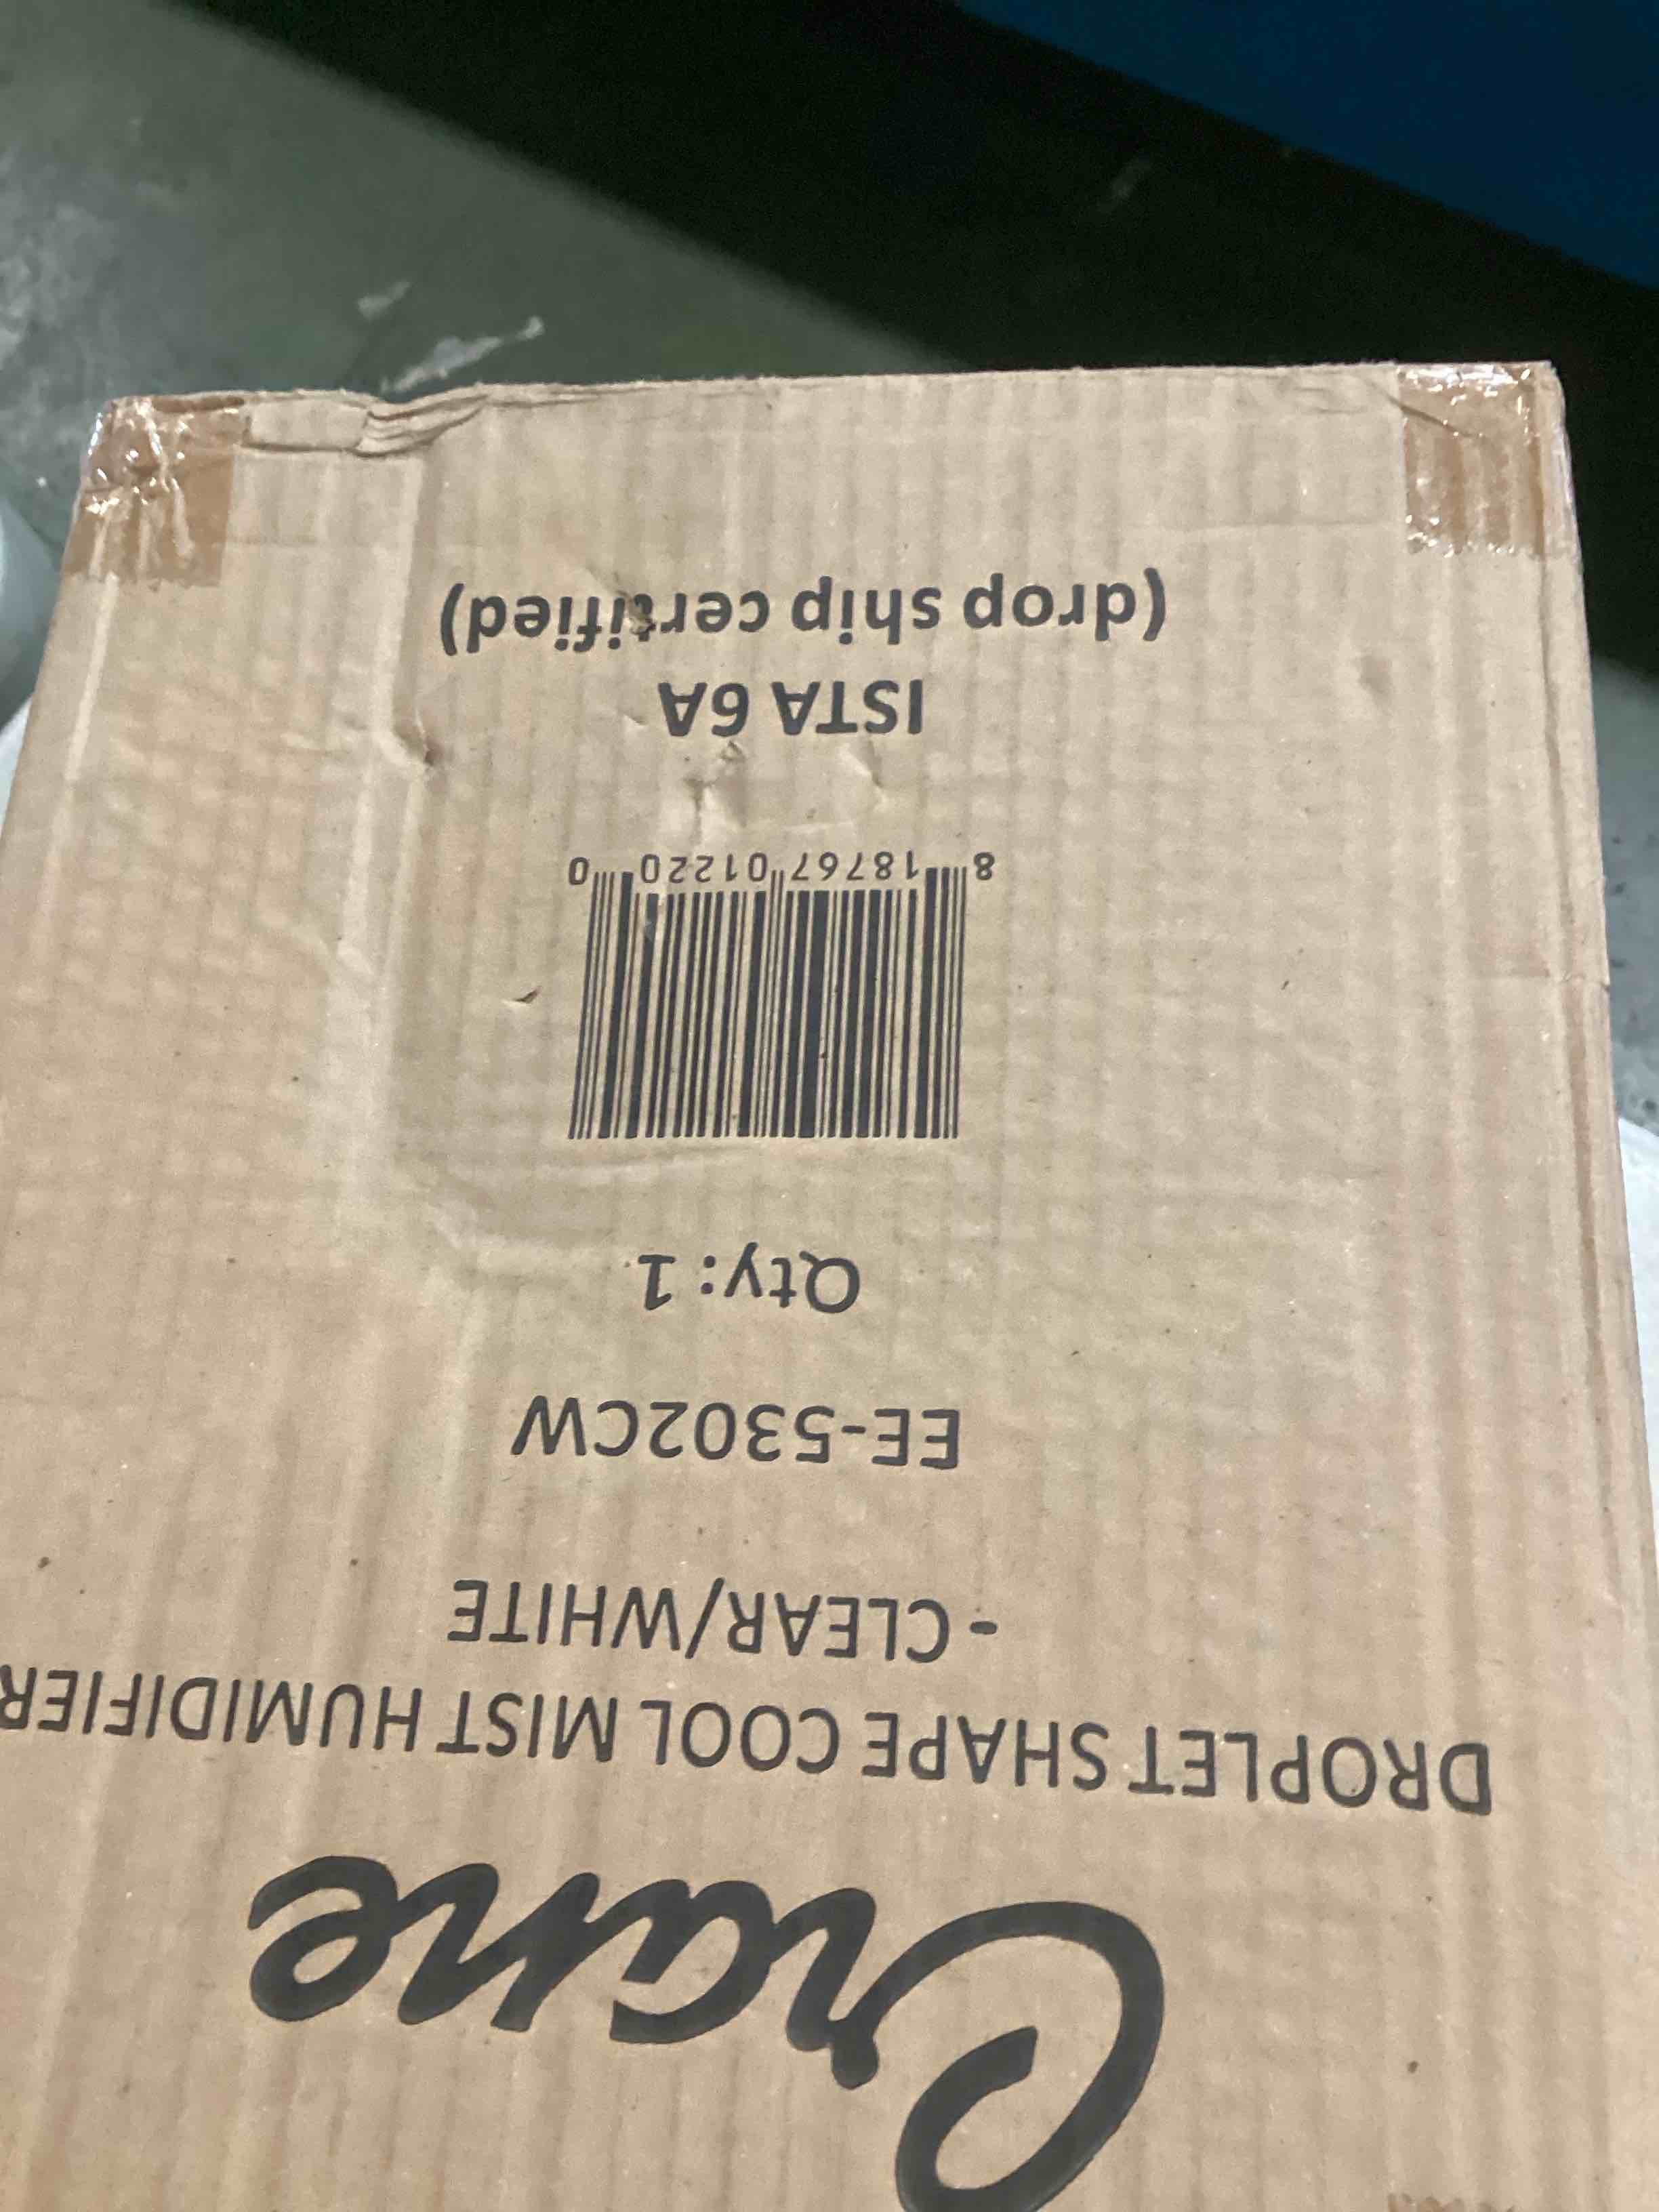 Crane
DROPLET SHAPE COOL MIST HUMIDIFIER
- CLEAR/WHITE
EE-5302CW
Qty: 1
8 18767 01220 0
ISTA 6A
(drop ship certified)